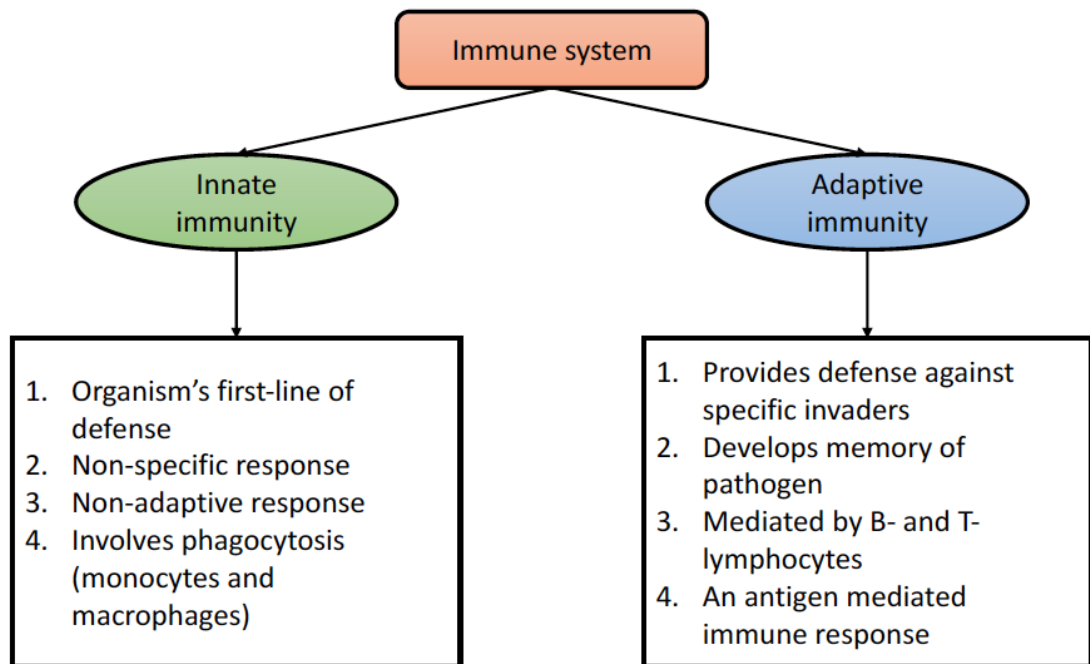 Immune system
Innate
immunity
Adaptive
immunity
1. Organism’s first-line of
defense
2. Non-specific response
3. Non-adaptive response
4. Involves phagocytosis
(monocytes and
macrophages)
1. Provides defense against
specific invaders
2. Develops memory of
pathogen
3. Mediated by B- and T-
lymphocytes
4. An antigen mediated
immune response